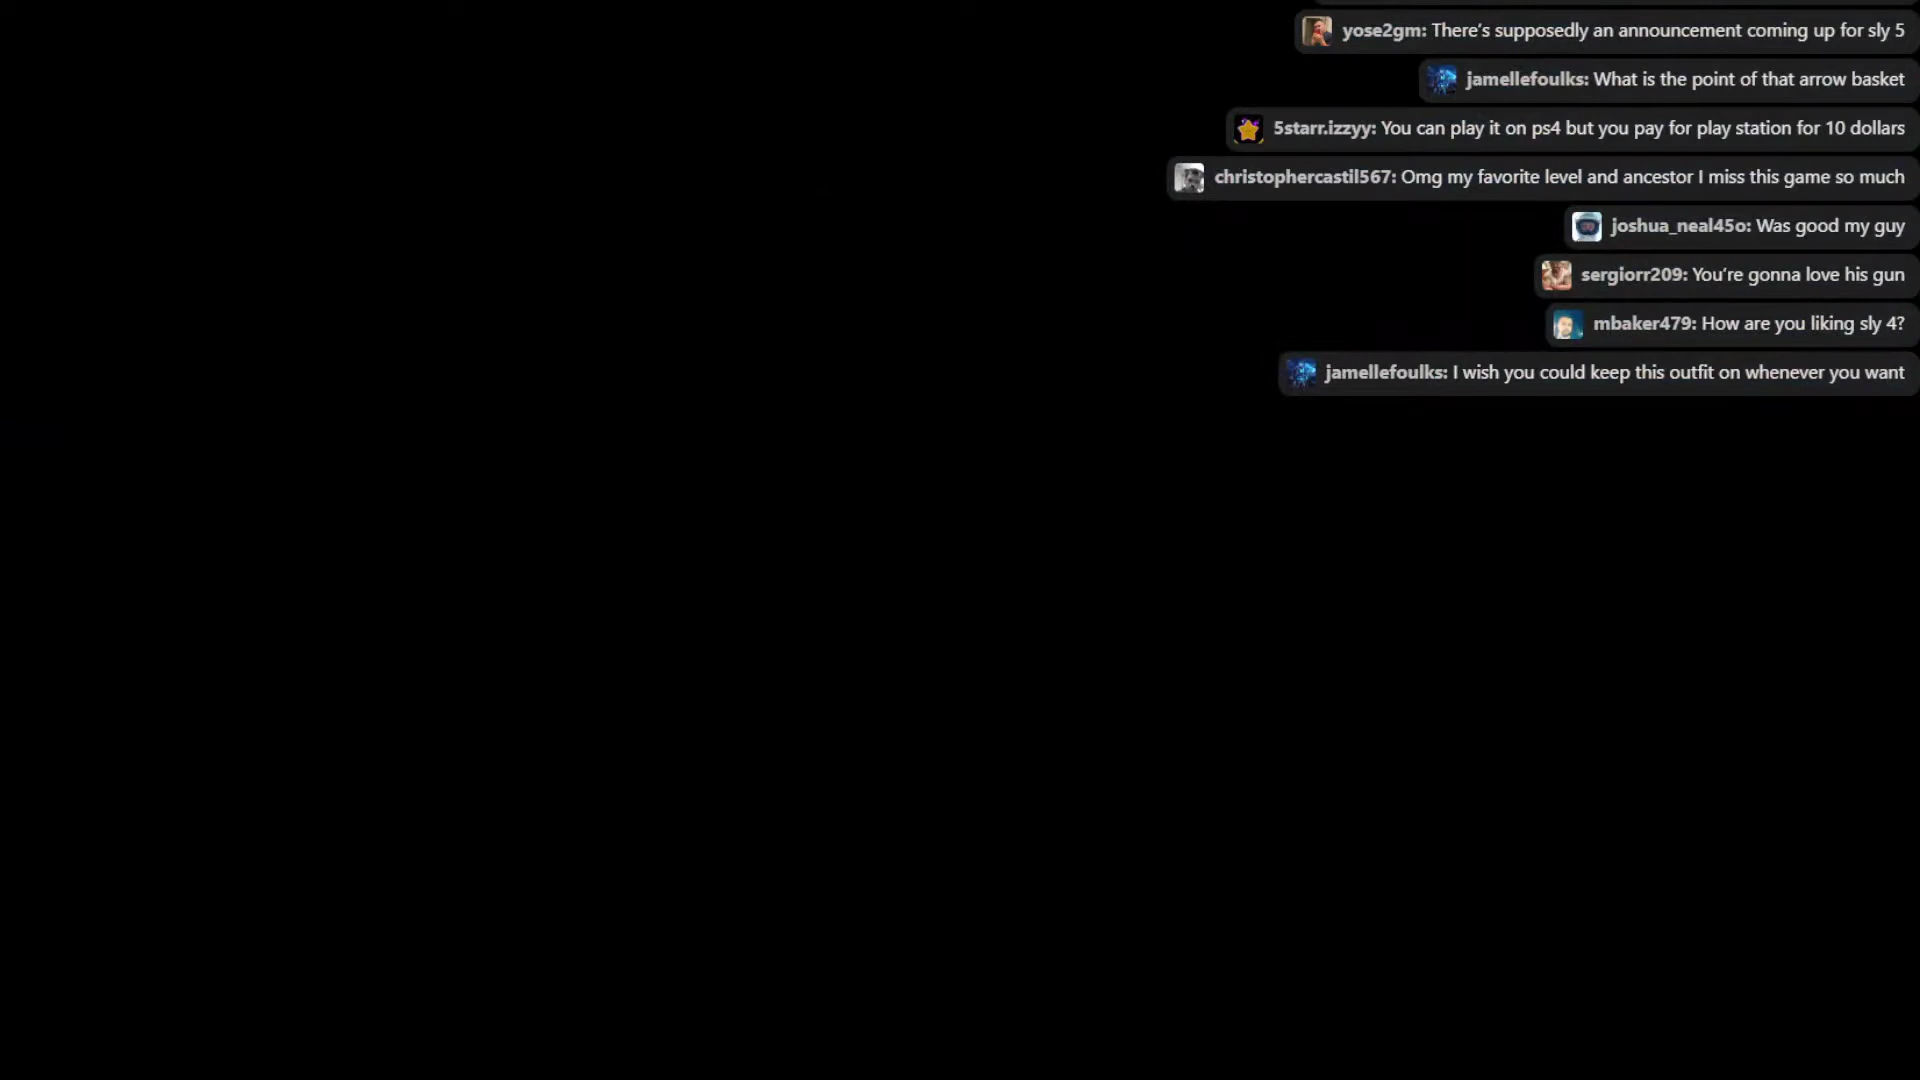 yose2gm: There's supposedly an announcement coming up for sly 5
jamellefoulks: What is the point of that arrow basket
5starr.izzyy: You can play it on ps4 but you pay for play station for 10 dollars
christophercastil567: Omg my favorite level and ancestor I miss this game so much
joshua_neal45o: Was good my guy
sergiorr209: You’re gonna love his gun
mbaker479: How are you liking sly 4?
jamellefoulks: I wish you could keep this outfit on whenever you want